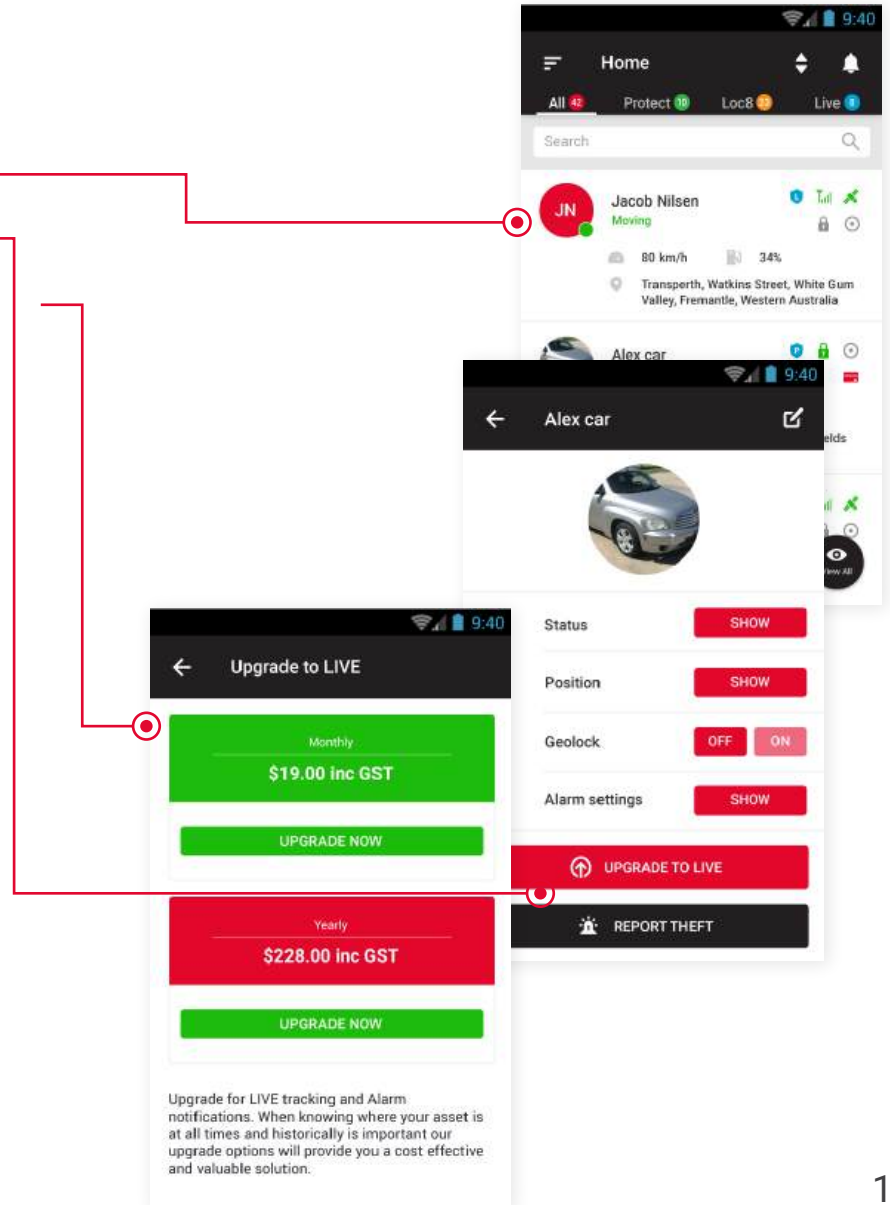 9:40
Home
All 42 Protect 10 Loc8 23 Live 8
Search
JN
Jacob Nilsen
Moving
80 km/h 34%
Transperth, Watkins Street, White Gum
Valley, Fremantle, Western Australia
Alex car
elds
View All
9:40
Alex car
Status SHOW
Position SHOW
Geolock OFF ON
Alarm settings SHOW
UPGRADE TO LIVE
REPORT THEFT
9:40
Upgrade to LIVE
Monthly
$19.00 inc GST
UPGRADE NOW
Yearly
$228.00 inc GST
UPGRADE NOW
Upgrade for LIVE tracking and Alarm
notifications. When knowing where your asset is
at all times and historically is important our
upgrade options will provide you a cost effective
and valuable solution.
1